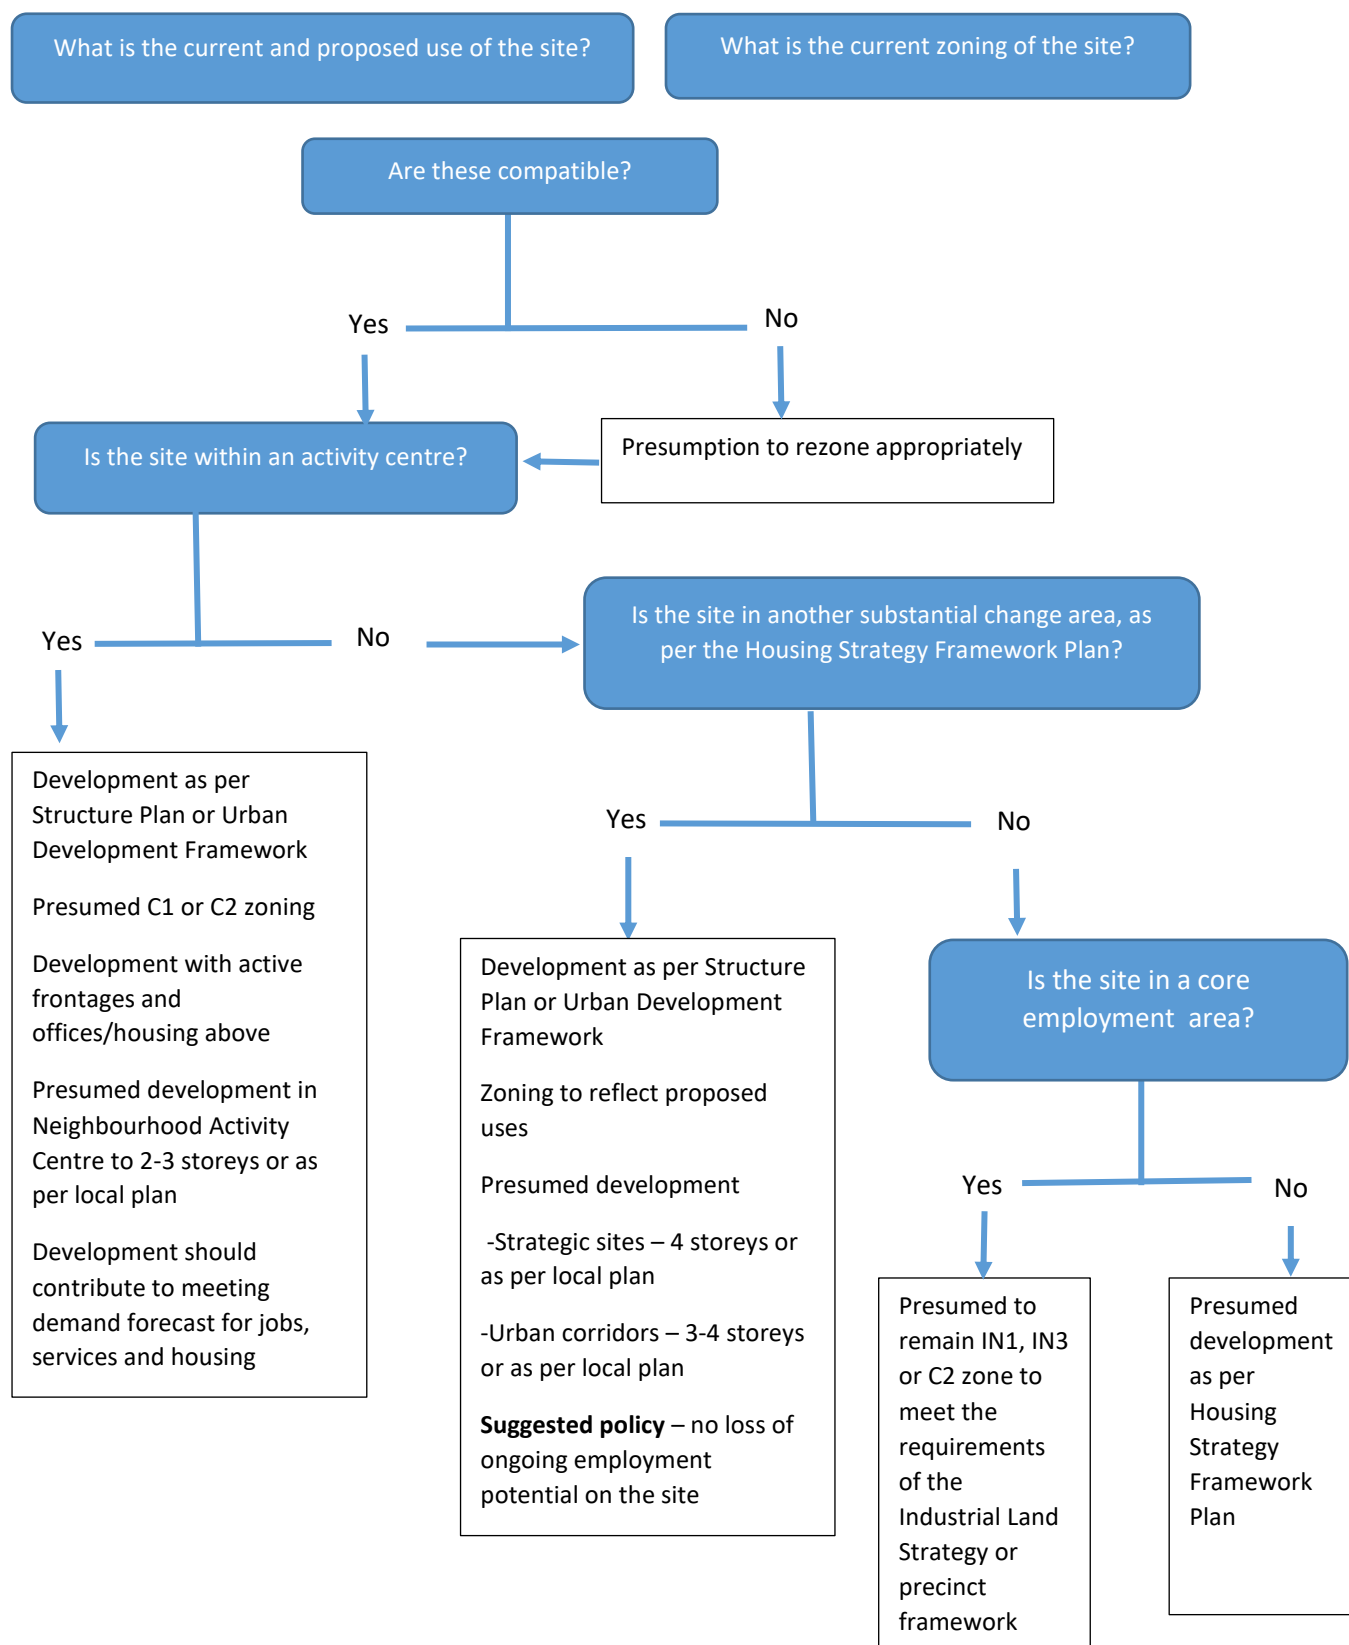 What is the current and proposed use of the site?
What is the current zoning of the site?
Are these compatible?
Yes
No
Is the site within an activity centre?
Presumption to rezone appropriately
Yes
No
Is the site in another substantial change area, as
per the Housing Strategy Framework Plan?
Development as per
Structure Plan or Urban
Development Framework
Presumed C1 or C2 zoning
Development with active
frontages and
offices/housing above
Presumed development in
Neighbourhood Activity
Centre to 2-3 storeys or as
per local plan
Development should
contribute to meeting
demand forecast for jobs,
services and housing
Yes
No
Development as per Structure
Plan or Urban Development
Framework
Zoning to reflect proposed
uses
Presumed development
-Strategic sites – 4 storeys or
as per local plan
-Urban corridors – 3-4 storeys
or as per local plan
Suggested policy – no loss of
ongoing employment
potential on the site
Is the site in a core
employment area?
Yes
No
Presumed to
remain IN1, IN3
or C2 zone to
meet the
requirements
of the
Industrial Land
Strategy or
precinct
framework
Presumed
development
as per
Housing
Strategy
Framework
Plan